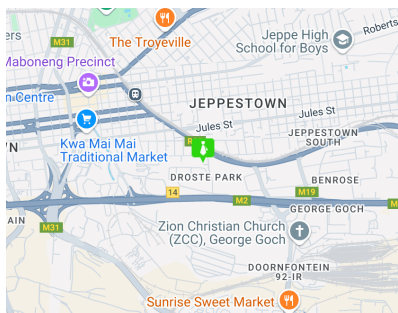 ers
M31
The Troyeville
Jeppe High
School for Boys
Roberts
Maboneng Precinct
n Centre
JEPPESTOWN
Jules St
Jules St
Kwa Mai Mai
Traditional Market
JEPPESTOWN
SOUTH
R
DROSTE PARK
BENROSE
14
M2
M19
M
GEORGE GOCH
AIN
M31
Zion Christian Church
(ZCC), George Goch
DOORNFONTEIN
92-IR
Sunrise Sweet Market